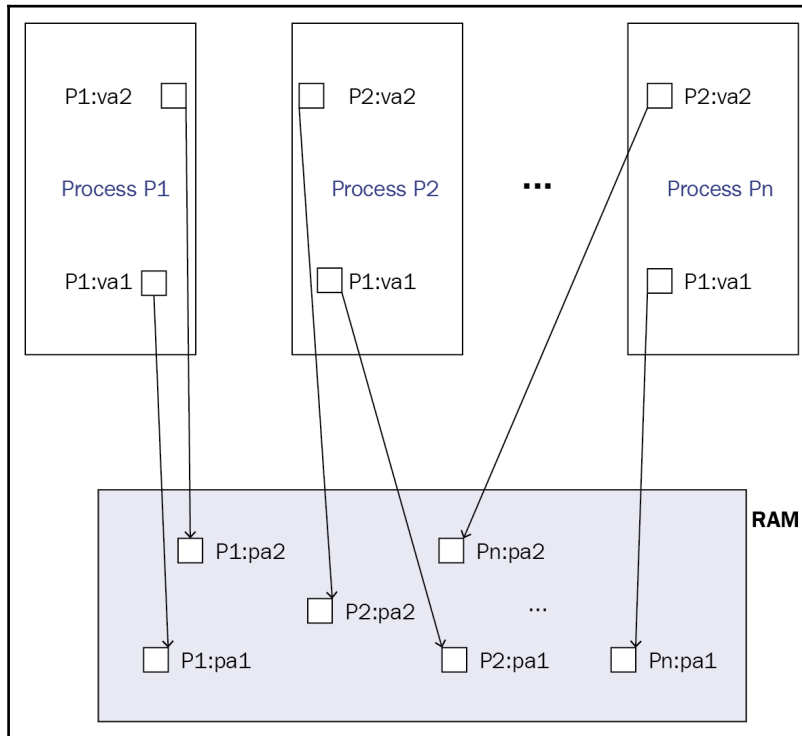 P1:va2
P2:va2
P2:va2
Process P1
Process P2
...
Process Pn
P1:va1
P1:va1
P1:va1
RAM
P1:pa2
Pn:pa2
P2:pa2
...
P1:pa1
P2:pa1
Pn:pa1